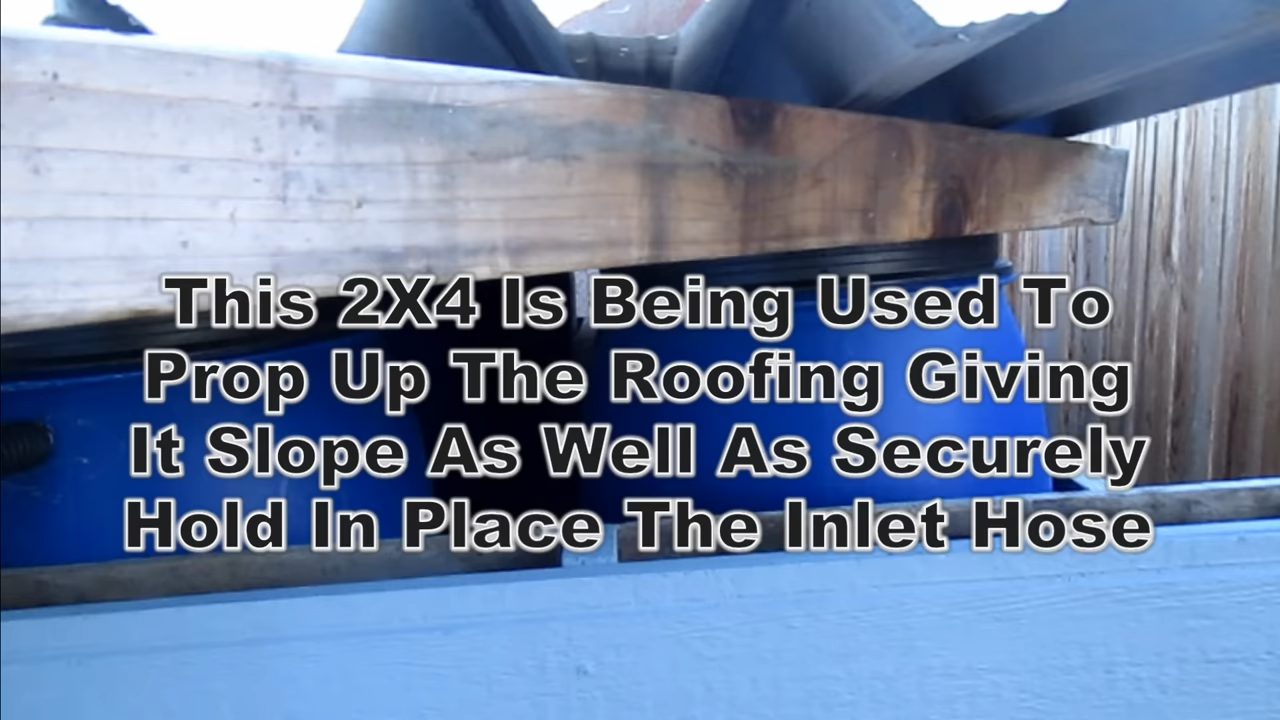 This 2X4 Is Being Used To
Prop Up The Roofing Giving
It Slope As Well As Securely
Hold In Place The Inlet Hose